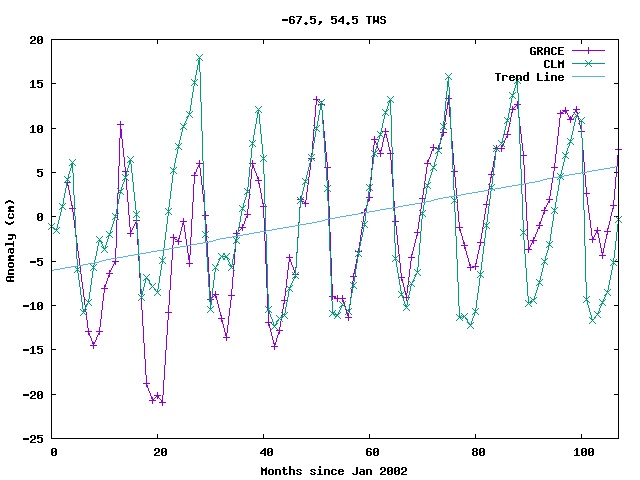 -67.5, 54.5 TWS
GRACE
CLM
Trend Line
20
15
10
5
0
-5
-10
-15
-20
-25
Anomaly (cm)
0 20 40 60 80 100
Months since Jan 2002